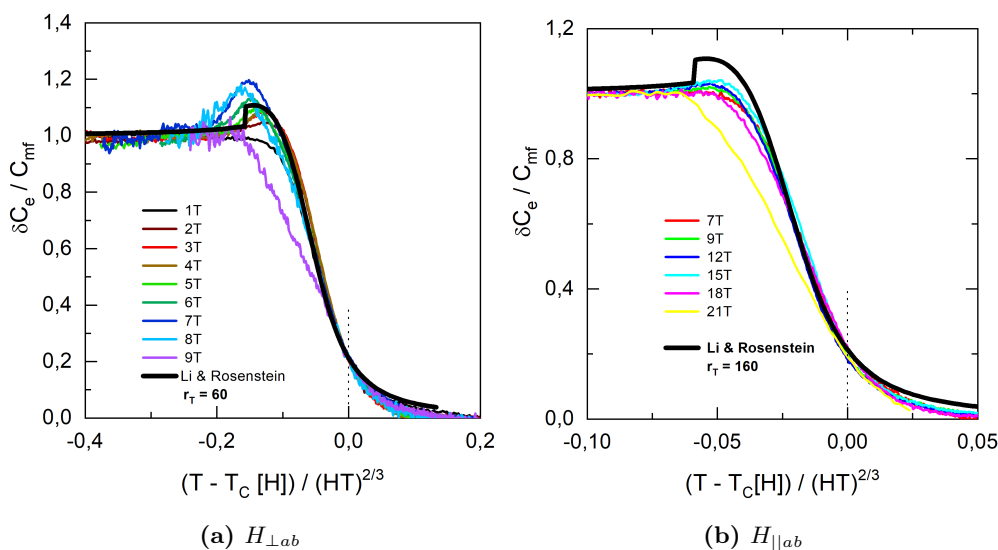 1,4
1,2
1,0
0,8
0,6
0,4
0,2
0,0
δC_e / C_mf
1T
2T
3T
4T
5T
6T
7T
8T
9T
Li & Rosenstein
r_T = 60
-0,4
-0,2
0,0
0,2
(T - T_C [H]) / (HT)^{2/3}
(a) H_{⊥ab}
1,2
0,8
0,4
0,0
δC_e / C_mf
7T
9T
12T
15T
18T
21T
Li & Rosenstein
r_T = 160
-0,10
-0,05
0,00
0,05
(T - T_C[H]) / (HT)^{2/3}
(b) H_{||ab}